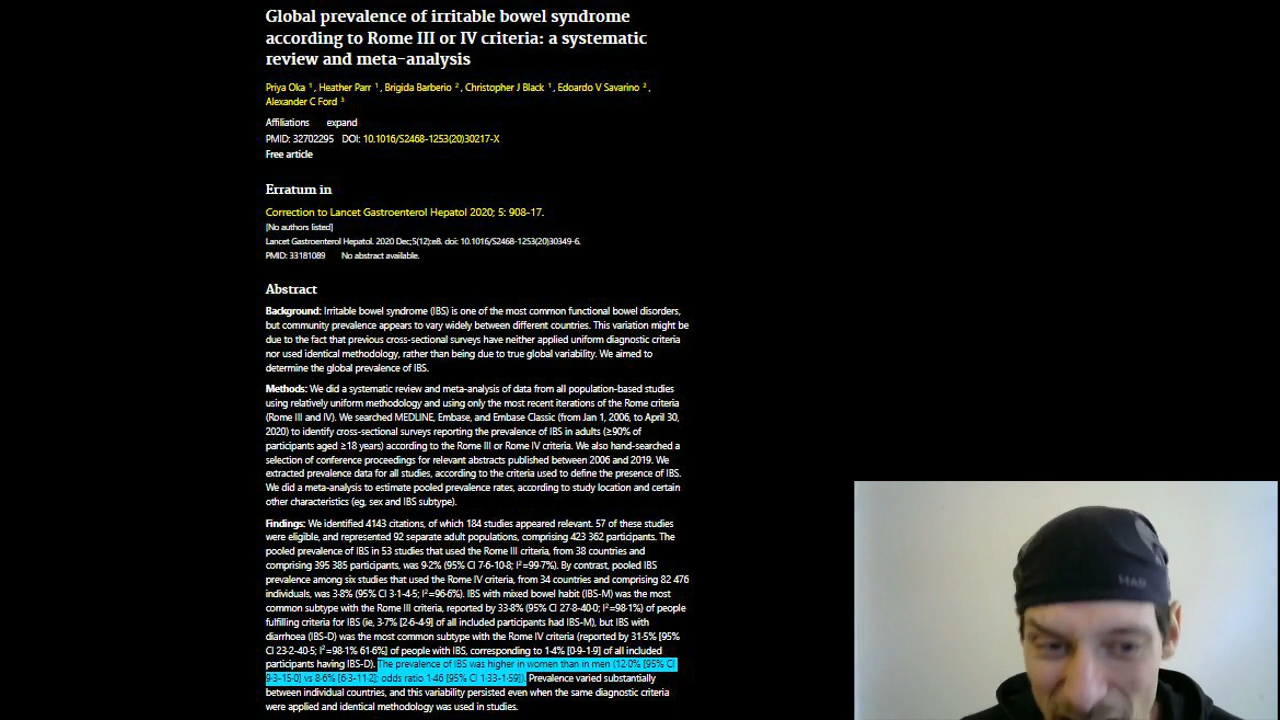 Global prevalence of irritable bowel syndrome
according to Rome III or IV criteria: a systematic
review and meta-analysis
Priya Oka 1, Heather Parr 1, Brigida Barberio 2, Christopher J Black 1, Edoardo V Savarino 2,
Alexander C Ford 3
Affiliations expand
PMID: 32702295 DOI: 10.1016/S2468-1253(20)30217-X
Free article
Erratum in
Correction to Lancet Gastroenterol Hepatol 2020; 5: 908-17.
[No authors listed]
Lancet Gastroenterol Hepatol. 2020 Dec;5(12):e8. doi: 10.1016/S2468-1253(20)30349-6.
PMID: 33181089 No abstract available.
Abstract
Background: Irritable bowel syndrome (IBS) is one of the most common functional bowel disorders,
but community prevalence appears to vary widely between different countries. This variation might be
due to the fact that previous cross-sectional surveys have neither applied uniform diagnostic criteria
nor used identical methodology, rather than being due to true global variability. We aimed to
determine the global prevalence of IBS.
Methods: We did a systematic review and meta-analysis of data from all population-based studies
using relatively uniform methodology and using only the most recent iterations of the Rome criteria
(Rome III and IV). We searched MEDLINE, Embase, and Embase Classic (from Jan 1, 2006, to April 30,
2020) to identify cross-sectional surveys reporting the prevalence of IBS in adults (≥90% of
participants aged ≥18 years) according to the Rome III or Rome IV criteria. We also hand-searched a
selection of conference proceedings for relevant abstracts published between 2006 and 2019. We
extracted prevalence data for all studies, according to the criteria used to define the presence of IBS.
We did a meta-analysis to estimate pooled prevalence rates, according to study location and certain
other characteristics (eg, sex and IBS subtype).
Findings: We identified 4143 citations, of which 184 studies appeared relevant. 57 of these studies
were eligible, and represented 92 separate adult populations, comprising 423 362 participants. The
pooled prevalence of IBS in 53 studies that used the Rome III criteria, from 38 countries and
comprising 395 385 participants, was 9·2% (95% CI 7·6-10·8; I2=99·7%). By contrast, pooled IBS
prevalence among six studies that used the Rome IV criteria, from 34 countries and comprising 82 476
individuals, was 3·8% (95% CI 3·1-4·5; I2=96·6%). IBS with mixed bowel habit (IBS-M) was the most
common subtype with the Rome III criteria, reported by 33·8% (95% CI 27·8-40·0; I2=98·1%) of people
fulfilling criteria for IBS (ie, 3·7% [2·6-4·9] of all included participants had IBS-M), but IBS with
diarrhoea (IBS-D) was the most common subtype with the Rome IV criteria (reported by 31·5% [95%
CI 23·2-40·5; I2=98·1% 61·6%] of people with IBS, corresponding to 1·4% [0·9-1·9] of all included
participants having IBS-D). The prevalence of IBS was higher in women than in men (12·0% [95% CI
9·3-15·0] vs 8·6% [6·3-11·2]; odds ratio 1·46 [95% CI 1·33-1·59]). Prevalence varied substantially
between individual countries, and this variability persisted even when the same diagnostic criteria
were applied and identical methodology was used in studies.